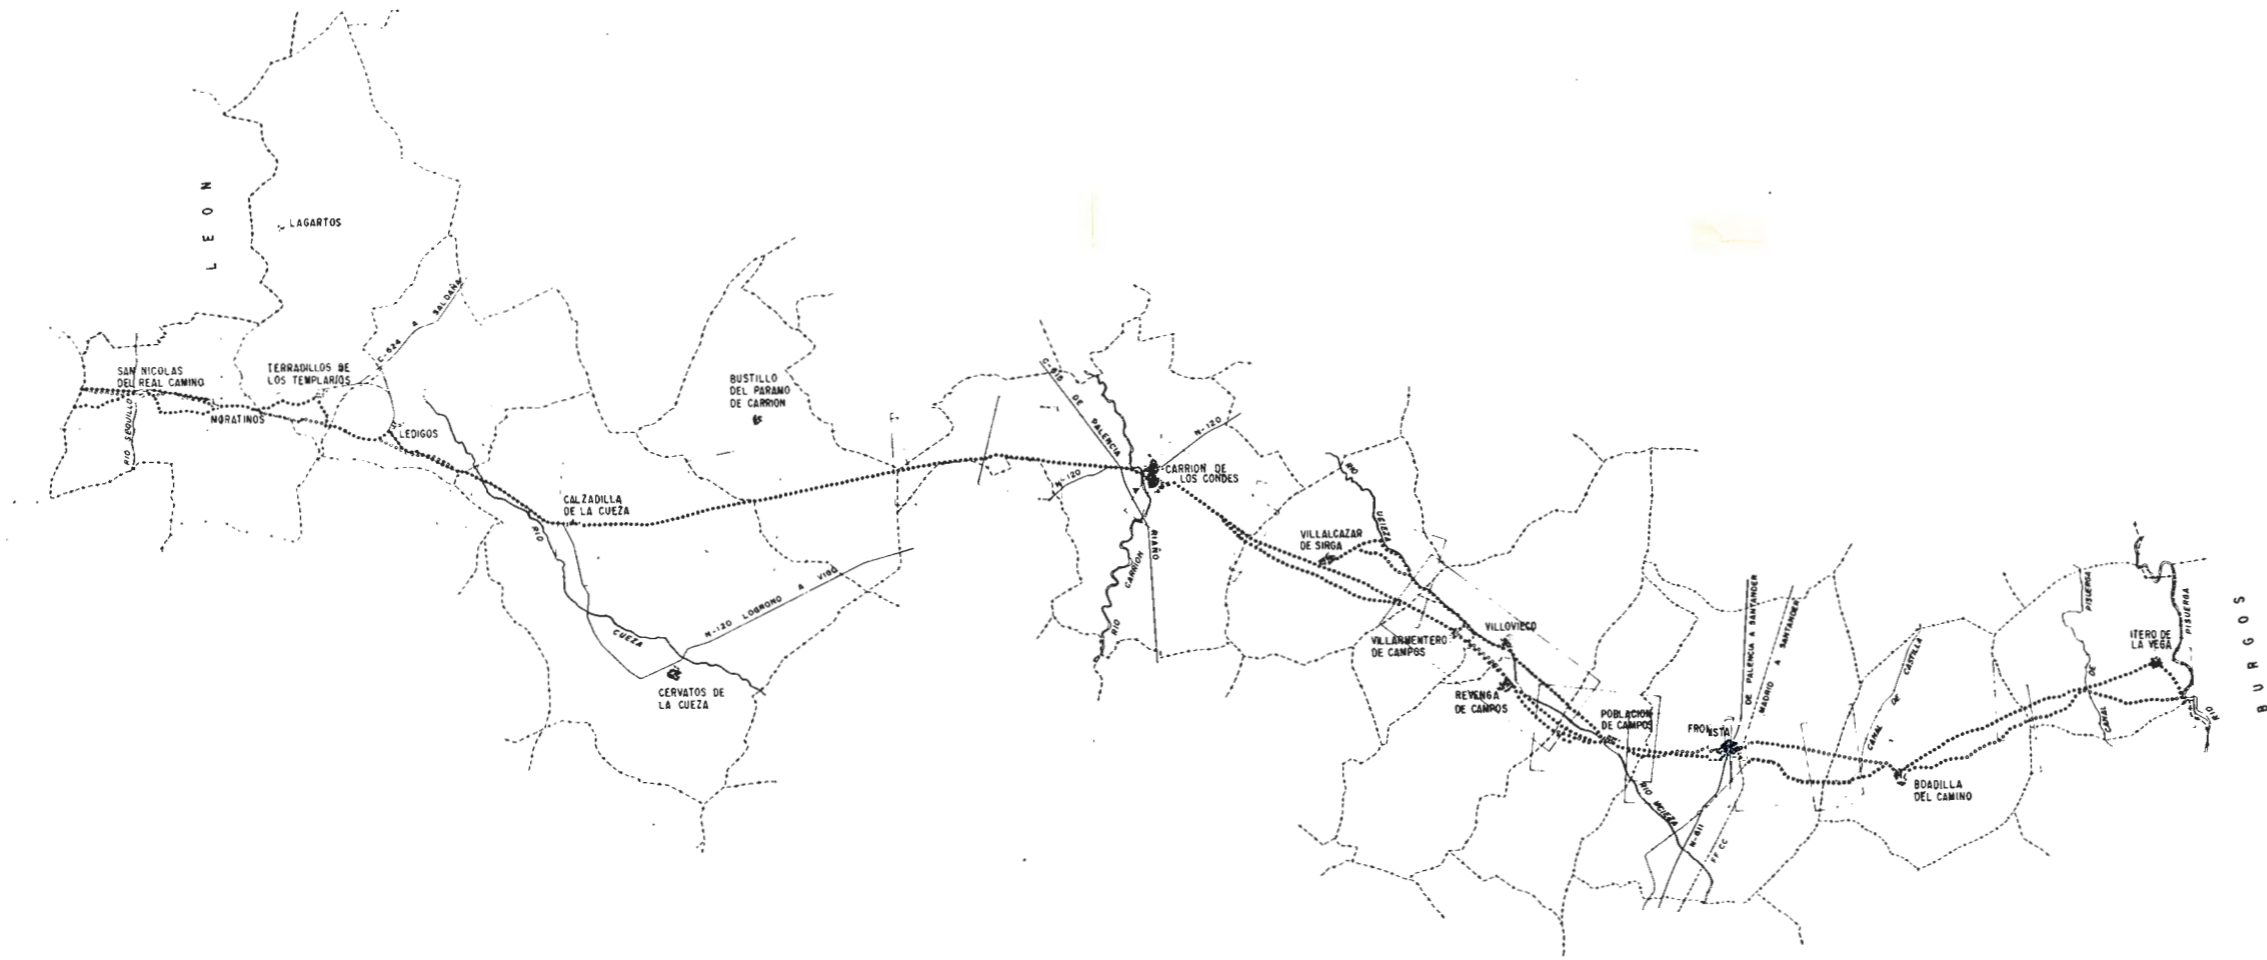 LEON
LAGARTOS
C-624 A SALDAÑA
SAN NICOLAS
DEL REAL CAMINO
TERRADILLOS DE
LOS TEMPLARIOS
MORATINOS
RIO SEQUILLO
LEDIGOS
BUSTILLO
DEL PARAMO
DE CARRION
CALZADILLA
DE LA CUEZA
RIO
CUEZA
N-120 LOGROÑO A VIGO
CERVATOS DE
LA CUEZA
C-615 DE PALENCIA
RIAÑO
N-120
N-120
CARRION DE
LOS CONDES
RIO CARRION
RIO
UCIEZA
VILLALCAZAR
DE SIRGA
VILLARMENTERO
DE CAMPOS
VILLOVIECO
REVENGA
DE CAMPOS
POBLACION
DE CAMPOS
FROMISTA
DE PALENCIA A SANTANDER
MADRID A SANTANDER
RIO UCIEZA
N-611
FF CC
CANAL DE CASTILLA
BOADILLA
DEL CAMINO
PISUERGA
DE
CANAL
ITERO DE
LA VEGA
PISUERGA
RIO
BURGOS